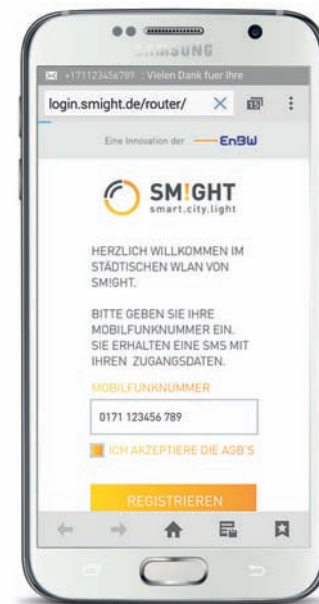 SAMSUNG
+171123456789 : Vielen Dank fuer Ihre
login.smight.de/router/
15
Eine Innovation der EnBW
SM!GHT
smart.city.light
HERZLICH WILLKOMMEN IM
STÄDTISCHEN WLAN VON
SM!GHT.
BITTE GEBEN SIE IHRE
MOBILFUNKNUMMER EIN.
SIE ERHALTEN EINE SMS MIT
IHREN ZUGANGSDATEN.
MOBILFUNKNUMMER
0171 123456 789
ICH AKZEPTIERE DIE AGB'S
REGISTRIEREN